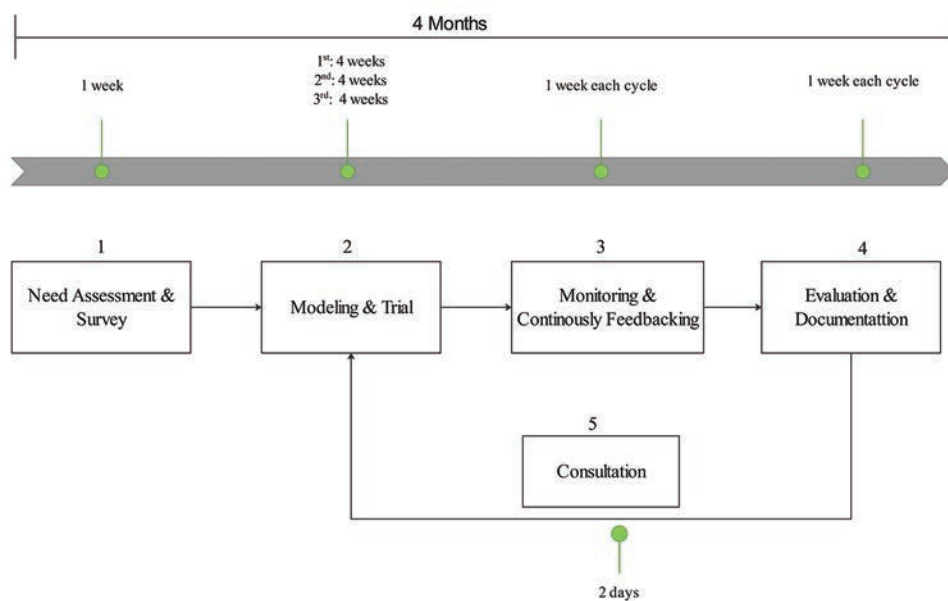 4 Months
1 week
1st: 4 weeks
2nd: 4 weeks
3rd: 4 weeks
1 week each cycle
1 week each cycle
1
2
3
4
Need Assessment &
Survey
Modeling & Trial
Monitoring &
Continously Feedbacking
Evaluation &
Documentattion
5
Consultation
2 days